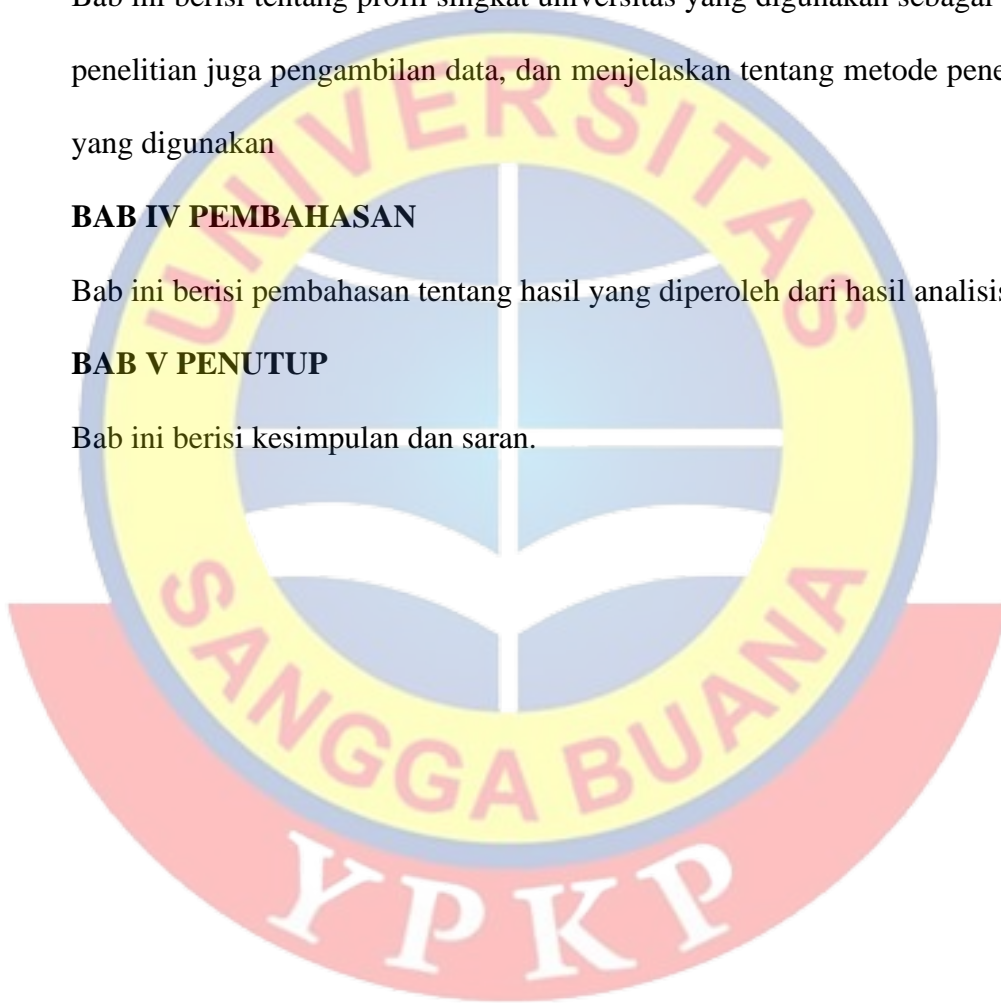 Bab ini berisi tentang profil singkat universitas yang digunakan sebagai
penelitian juga pengambilan data, dan menjelaskan tentang metode
yang digunakan
BAB IV PEMBAHASAN
Bab ini berisi pembahasan tentang hasil yang diperoleh dari hasil analisis
BAB V PENUTUP
Bab ini berisi kesimpulan dan saran.
UNIVERSITAS
SANGGA BUANA
YPKP